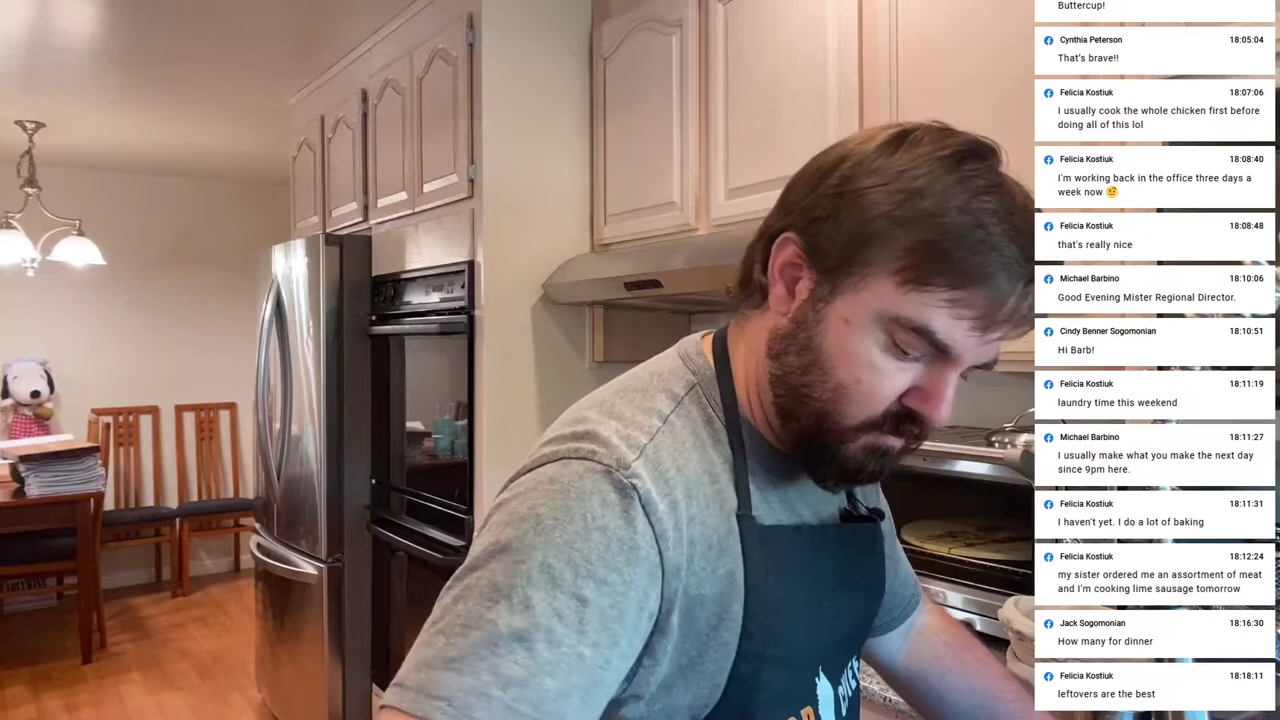 Buttercup!
Cynthia Peterson 18:05:04
That's brave!!
Felicia Kostiuk 18:07:06
I usually cook the whole chicken first before
doing all of this lol
Felicia Kostiuk 18:08:40
I'm working back in the office three days a
week now 🤨
Felicia Kostiuk 18:08:48
that's really nice
Michael Barbino 18:10:06
Good Evening Mister Regional Director.
Cindy Benner Sogomonian 18:10:51
Hi Barb!
Felicia Kostiuk 18:11:19
laundry time this weekend
Michael Barbino 18:11:27
I usually make what you make the next day
since 9pm here.
Felicia Kostiuk 18:11:31
I haven't yet. I do a lot of baking
Felicia Kostiuk 18:12:24
my sister ordered me an assortment of meat
and I'm cooking lime sausage tomorrow
Jack Sogomonian 18:16:30
How many for dinner
Felicia Kostiuk 18:18:11
leftovers are the best
CHEF